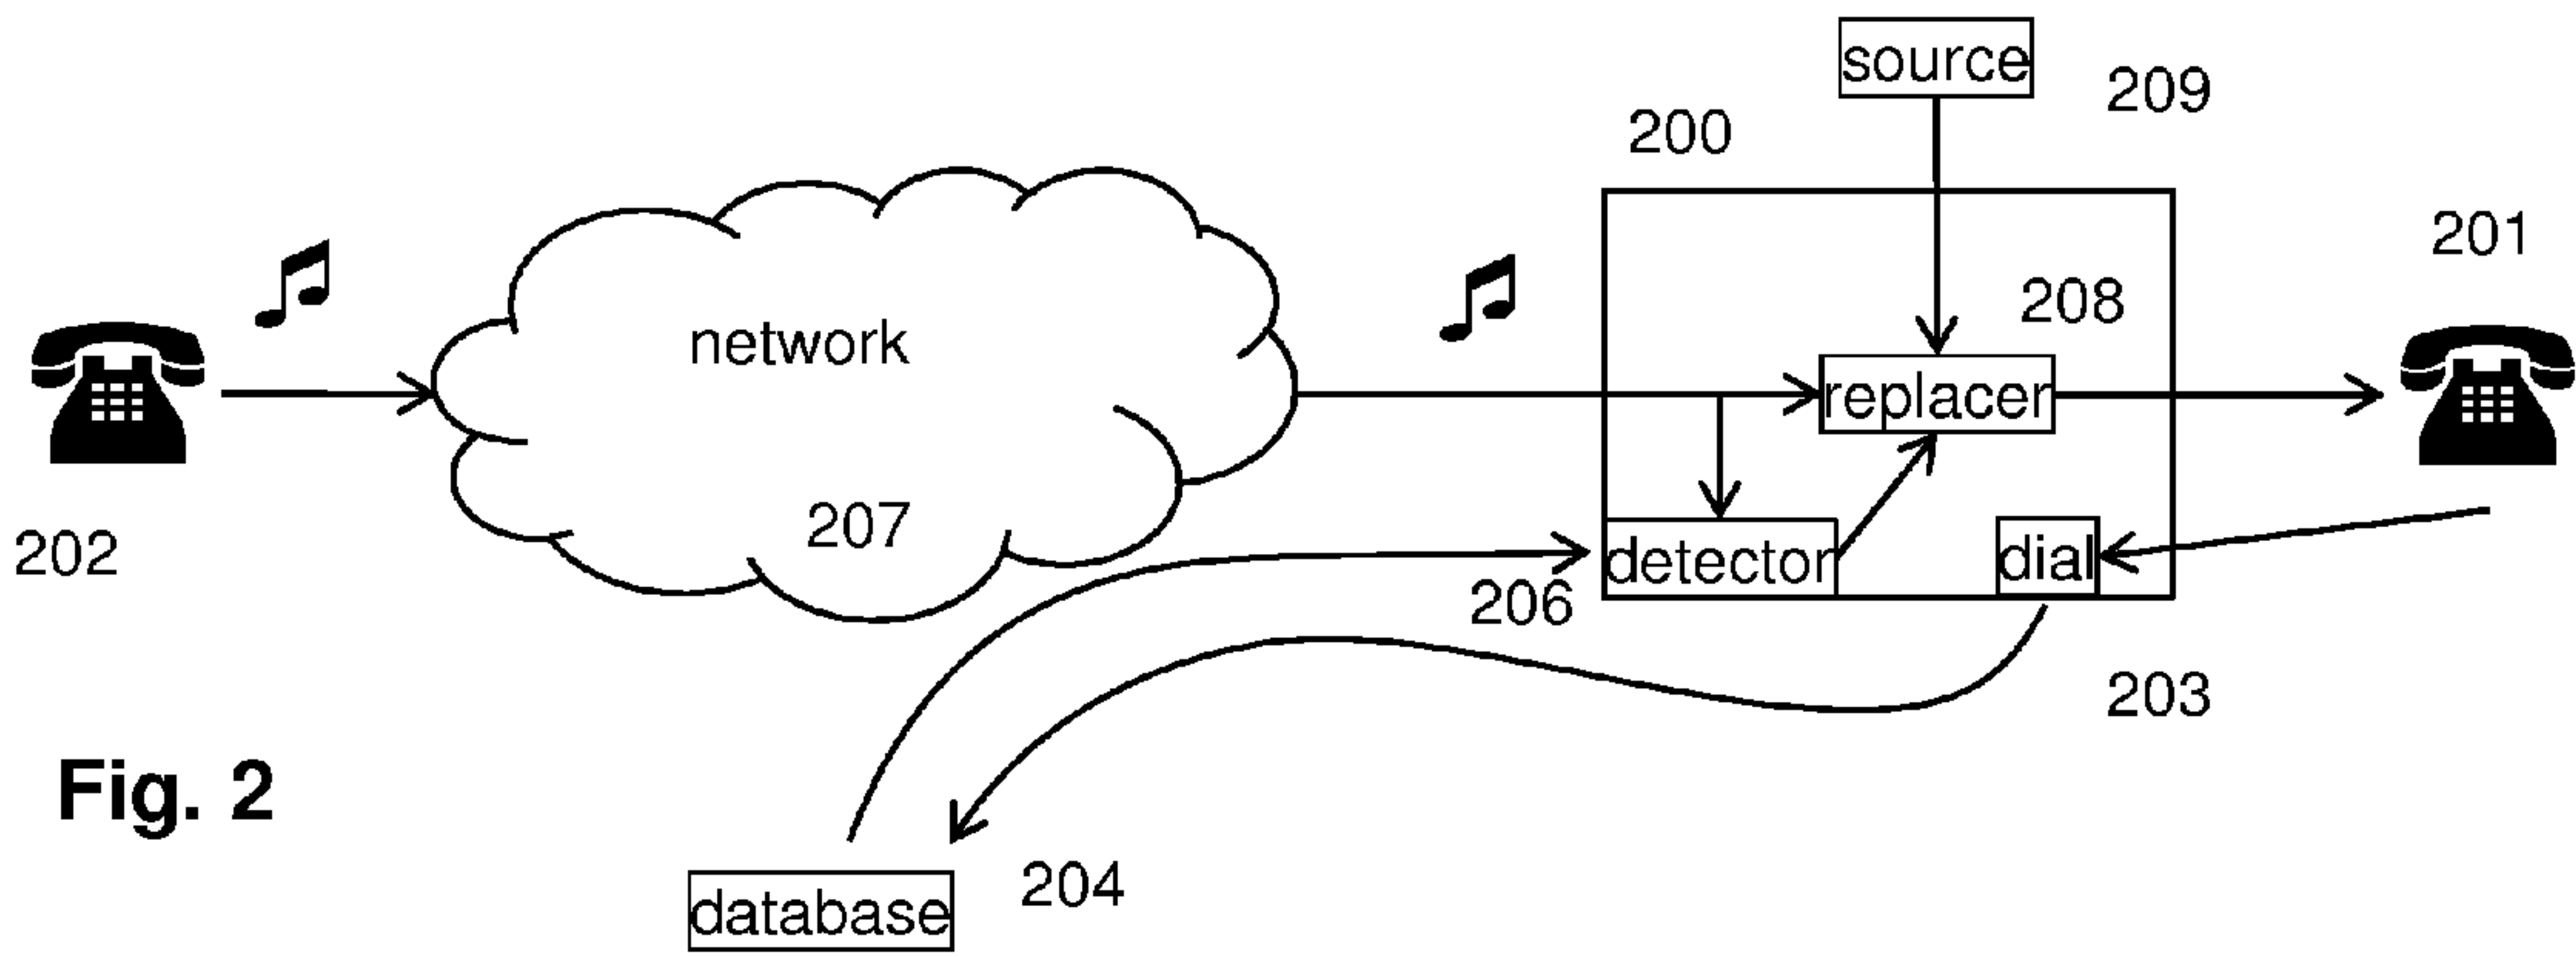 source
209
200
201
208
network
replacer
207
202
detector
dial
206
203
Fig. 2
204
database